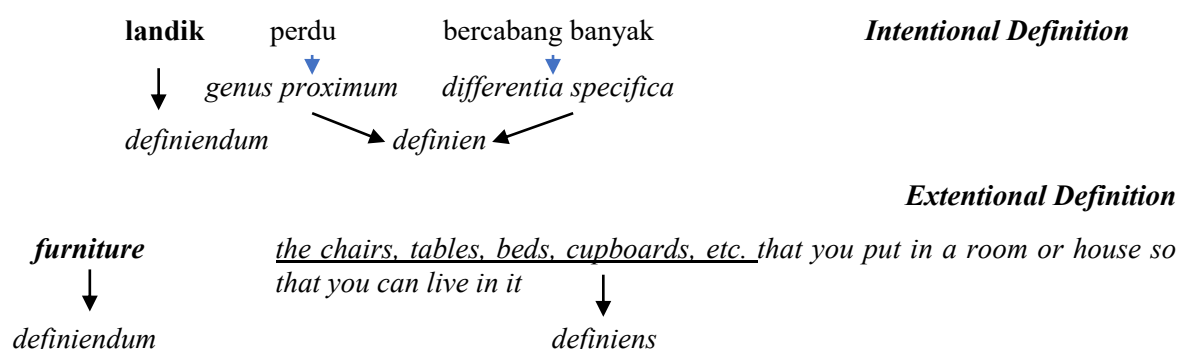 landik perdu bercabang banyak Intentional Definition
genus proximum differentia specifica
definiendum definien
Extentional Definition
furniture the chairs, tables, beds, cupboards, etc. that you put in a room or house so
that you can live in it
definiendum definiens